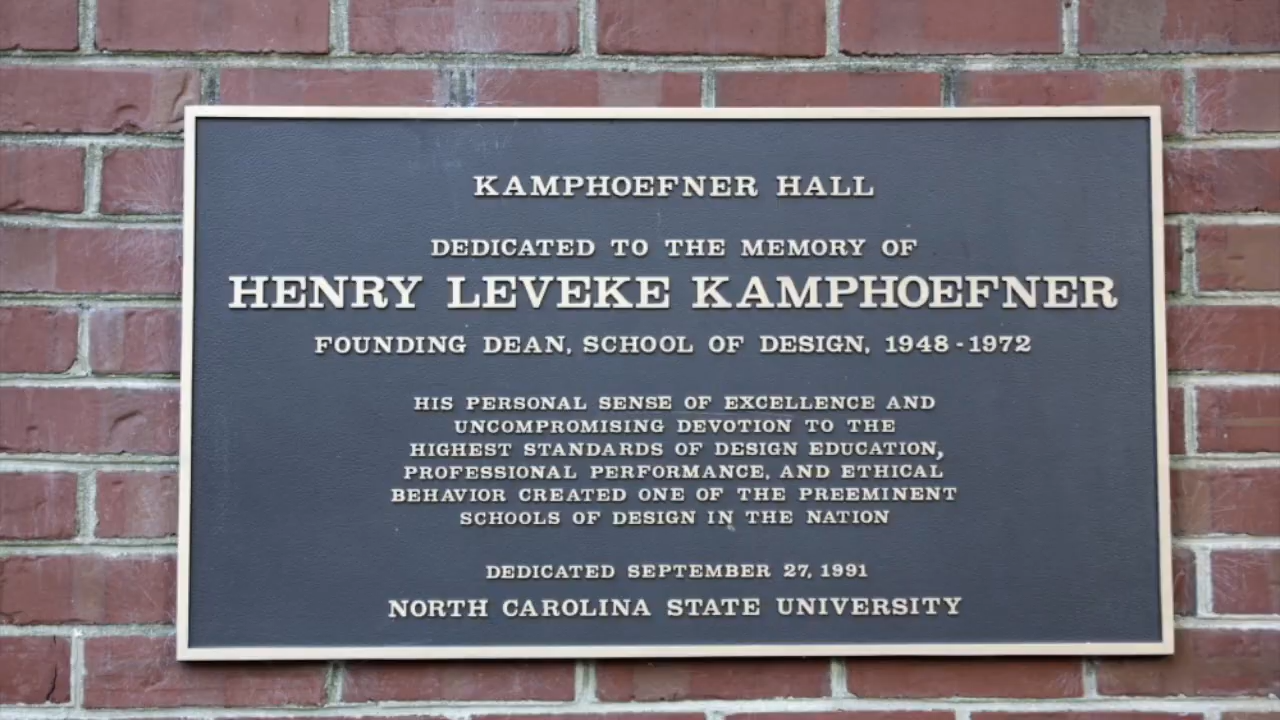 KAMPHOEFNER HALL
DEDICATED TO THE MEMORY OF
HENRY LEVEKE KAMPHOEFNER
FOUNDING DEAN, SCHOOL OF DESIGN, 1948-1972
HIS PERSONAL SENSE OF EXCELLENCE AND
UNCOMPROMISING DEVOTION TO THE
HIGHEST STANDARDS OF DESIGN EDUCATION,
PROFESSIONAL PERFORMANCE, AND ETHICAL
BEHAVIOR CREATED ONE OF THE PREEMINENT
SCHOOLS OF DESIGN IN THE NATION
DEDICATED SEPTEMBER 27, 1991
NORTH CAROLINA STATE UNIVERSITY